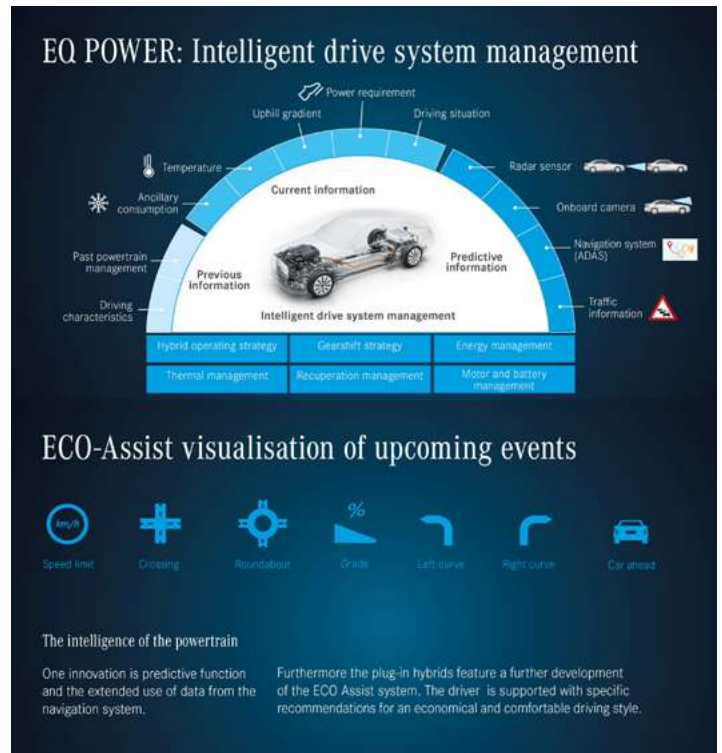 EQ POWER: Intelligent drive system management
Power requirement
Uphill gradient
Driving situation
Temperature
Radar sensor
Current information
Ancillary
consumption
Onboard camera
Past powertrain
management
Navigation system
(ADAS)
Previous
information
Predictive
information
Driving
characteristics
Traffic
information
Intelligent drive system management
Hybrid operating strategy
Gearshift strategy
Energy management
Thermal management
Recuperation management
Motor and battery
management
ECO-Assist visualisation of upcoming events
km/h
%
Speed limit
Crossing
Roundabout
Grade
Left curve
Right curve
Car ahead
The intelligence of the powertrain
One innovation is predictive function
and the extended use of data from the
navigation system.
Furthermore the plug-in hybrids feature a further development
of the ECO Assist system. The driver is supported with specific
recommendations for an economical and comfortable driving style.